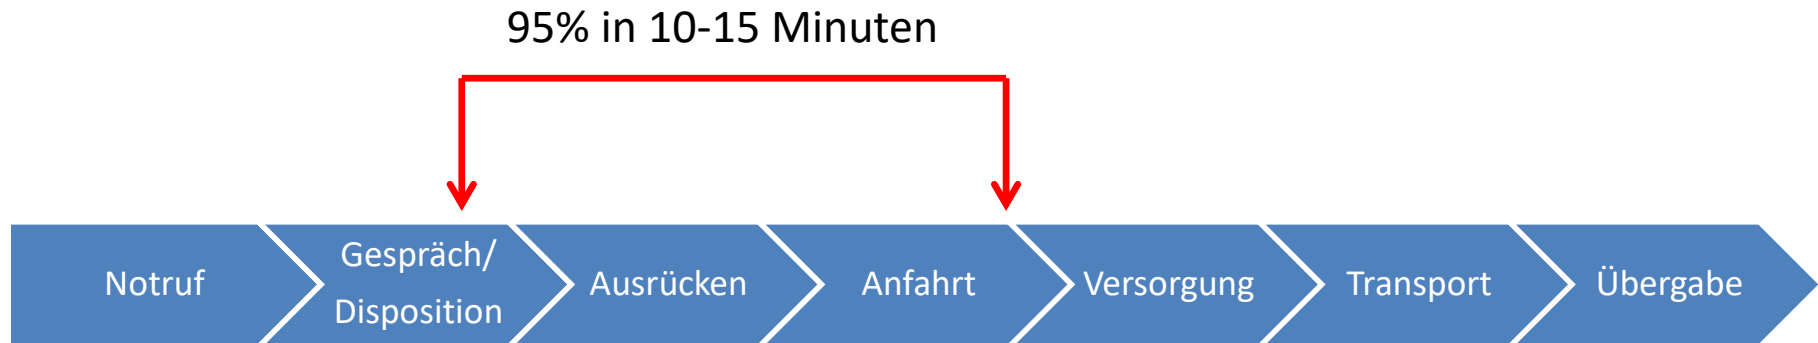 95% in 10-15 Minuten
Notruf
Gespräch/
Disposition
Ausrücken
Anfahrt
Versorgung
Transport
Übergabe